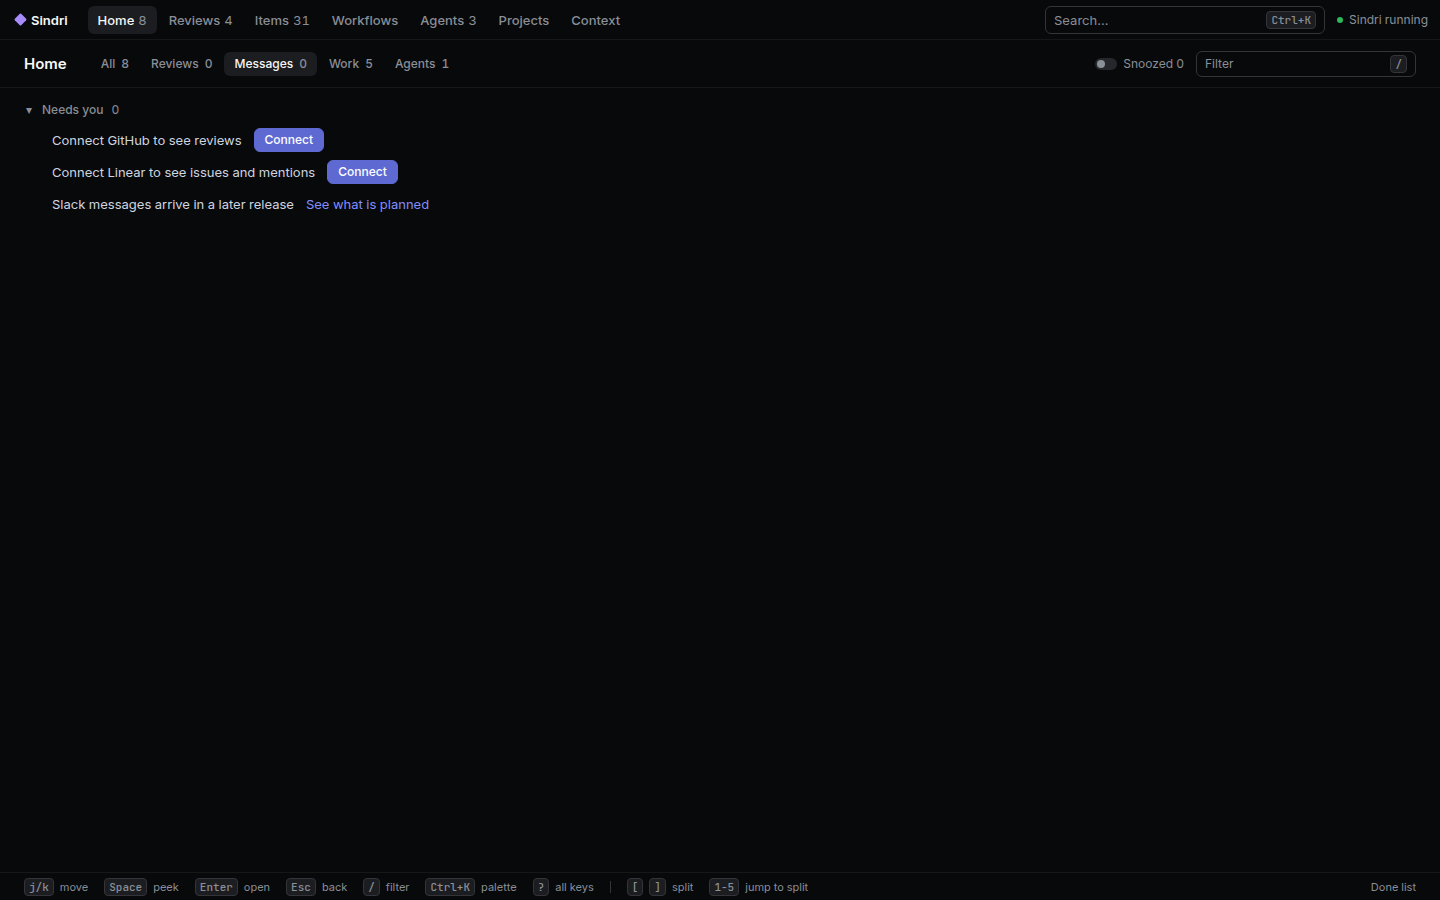 Sindri Home 8 Reviews 4 Items 31 Workflows Agents 3 Projects Context Search... Ctrl+K Sindri running
Home All 8 Reviews 0 Messages 0 Work 5 Agents 1 Snoozed 0 Filter /
Needs you 0
Connect GitHub to see reviews Connect
Connect Linear to see issues and mentions Connect
Slack messages arrive in a later release See what is planned
j/k move Space peek Enter open Esc back / filter Ctrl+K palette ? all keys [ ] split 1-5 jump to split Done list